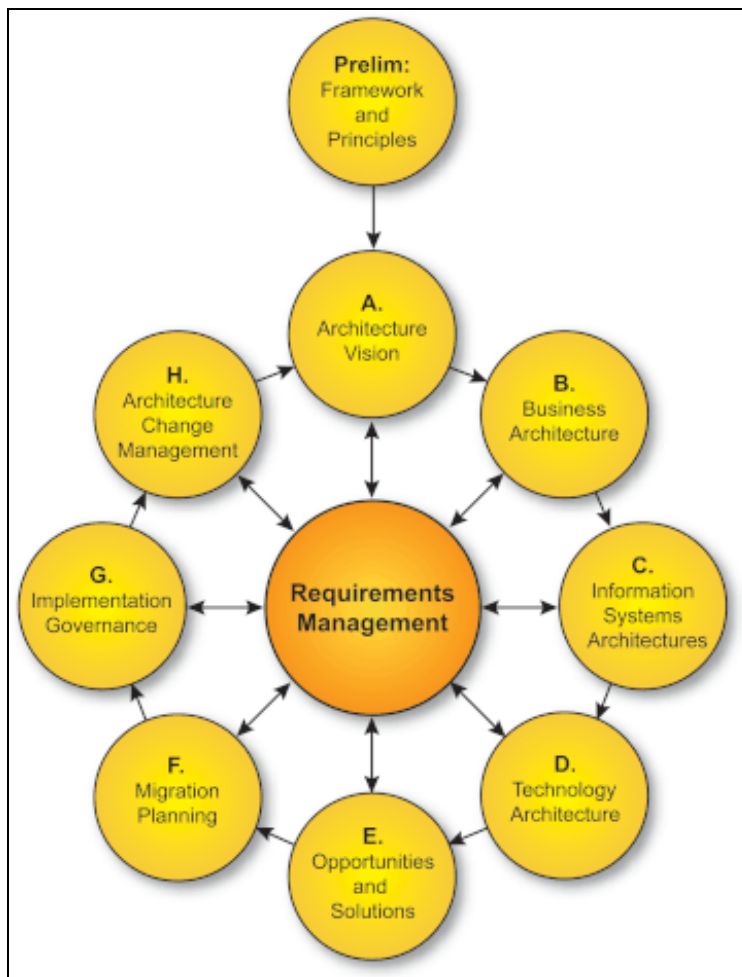 Prelim:
Framework
and
Principles
A.
Architecture
Vision
B.
Business
Architecture
C.
Information
Systems
Architectures
D.
Technology
Architecture
E.
Opportunities
and
Solutions
F.
Migration
Planning
G.
Implementation
Governance
H.
Architecture
Change
Management
Requirements
Management